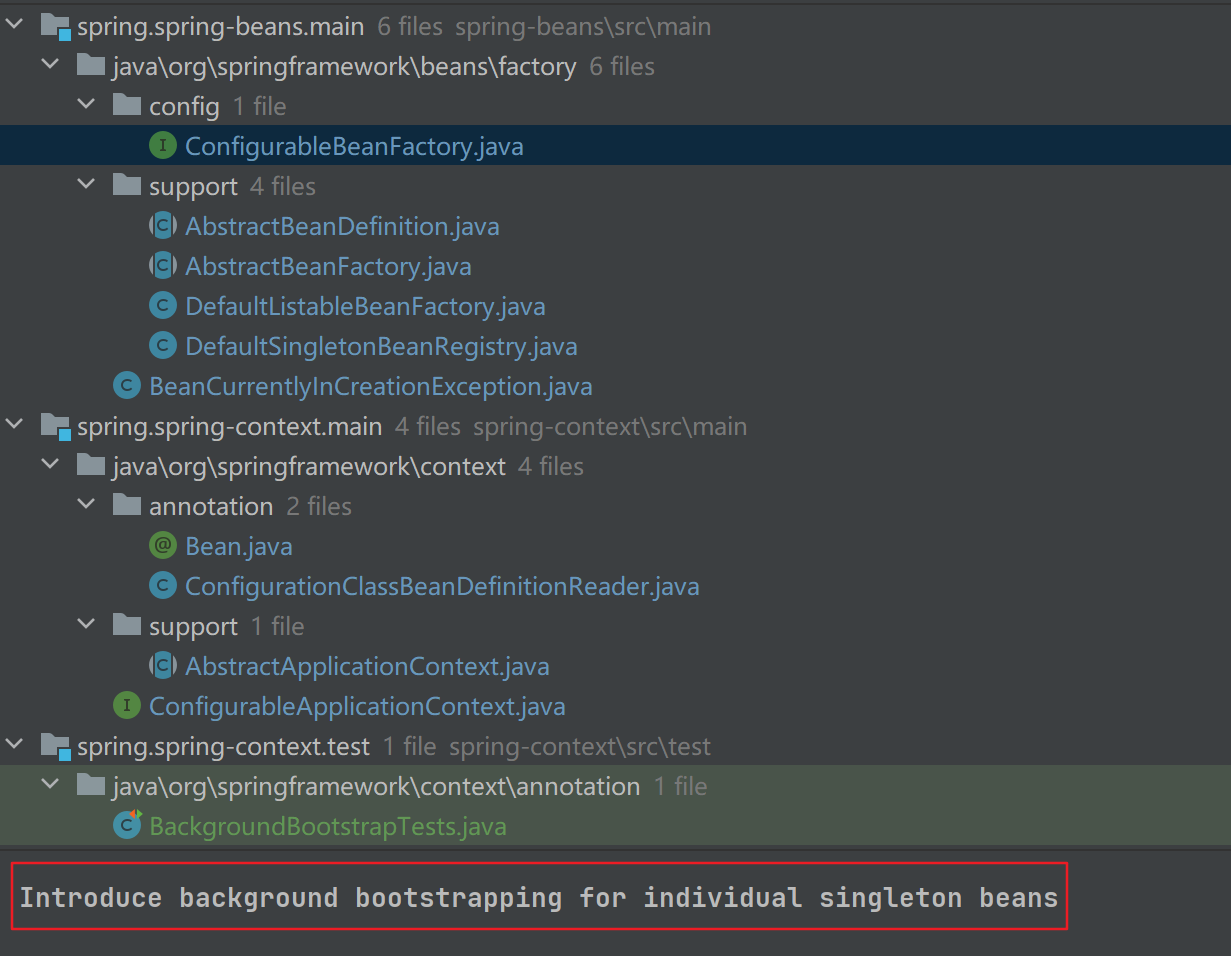 spring.spring-beans.main 6 files spring-beans\src\main
java\org\springframework\beans\factory 6 files
config 1 file
I ConfigurableBeanFactory.java
support 4 files
C AbstractBeanDefinition.java
C AbstractBeanFactory.java
C DefaultListableBeanFactory.java
C DefaultSingletonBeanRegistry.java
C BeanCurrentlyInCreationException.java
spring.spring-context.main 4 files spring-context\src\main
java\org\springframework\context 4 files
annotation 2 files
@ Bean.java
C ConfigurationClassBeanDefinitionReader.java
support 1 file
C AbstractApplicationContext.java
I ConfigurableApplicationContext.java
spring.spring-context.test 1 file spring-context\src\test
java\org\springframework\context\annotation 1 file
C BackgroundBootstrapTests.java
Introduce background bootstrapping for individual singleton beans